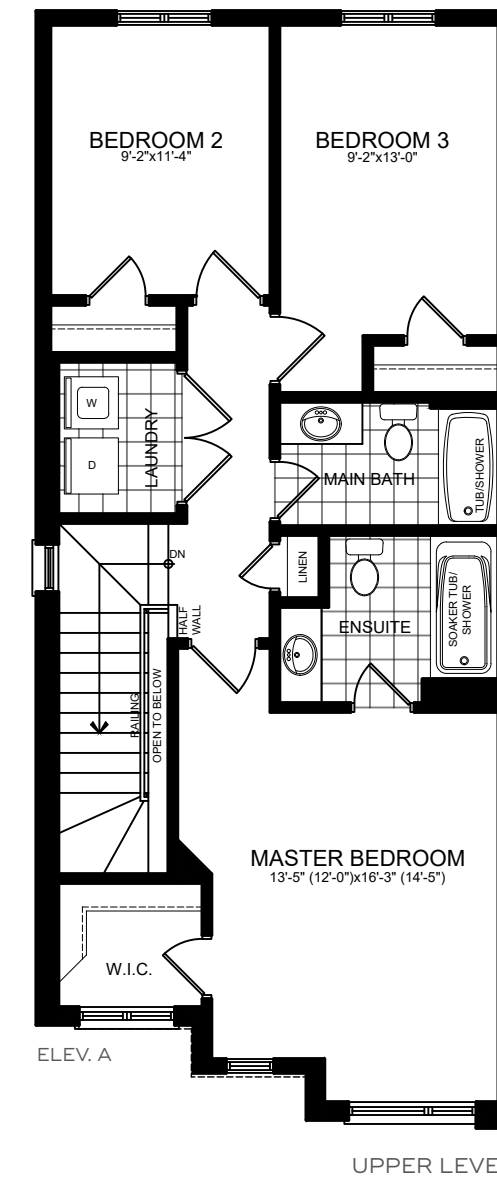 BEDROOM 2
9'-2"x11'-4"
BEDROOM 3
9'-2"x13'-0"
W
D
LAUNDRY
MAIN BATH
TUB/SHOWER
DN
LINEN
HALF
WALL
ENSUITE
SOAKER TUB/
SHOWER
RAILING
OPEN TO BELOW
MASTER BEDROOM
13'-5" (12'-0")x16'-3" (14'-5")
W.I.C.
ELEV. A
UPPER LEVE